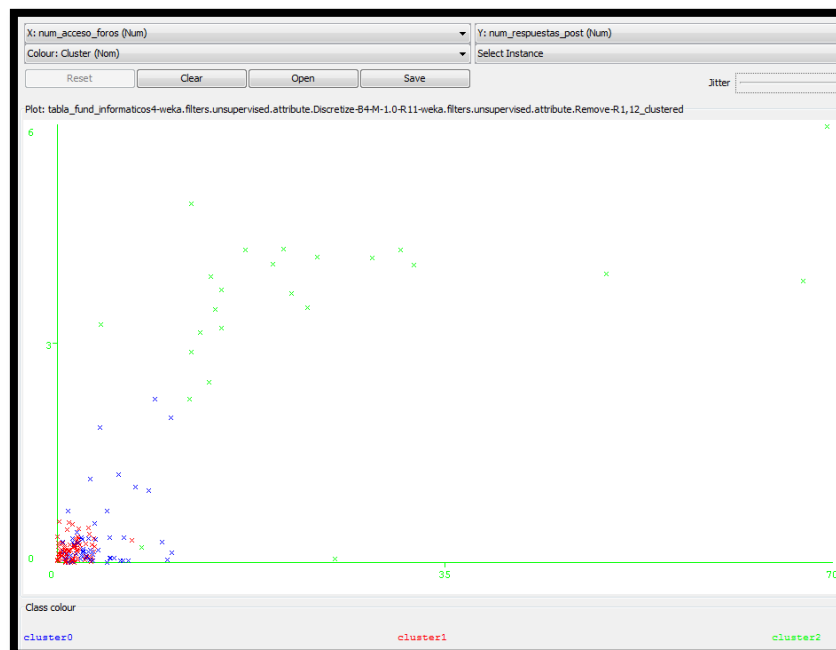 X: num_acceso_foros (Num)
Y: num_respuestas_post (Num)
Colour: Cluster (Nom)
Select Instance
Reset
Clear
Open
Save
Jitter
Plot: tabla_fund_informaticos4-weka.filters.unsupervised.attribute.Discretize-B4-M-1.0-R11-weka.filters.unsupervised.attribute.Remove-R1,12_clustered
6
3
0
0
35
70
Class colour
cluster0
cluster1
cluster2